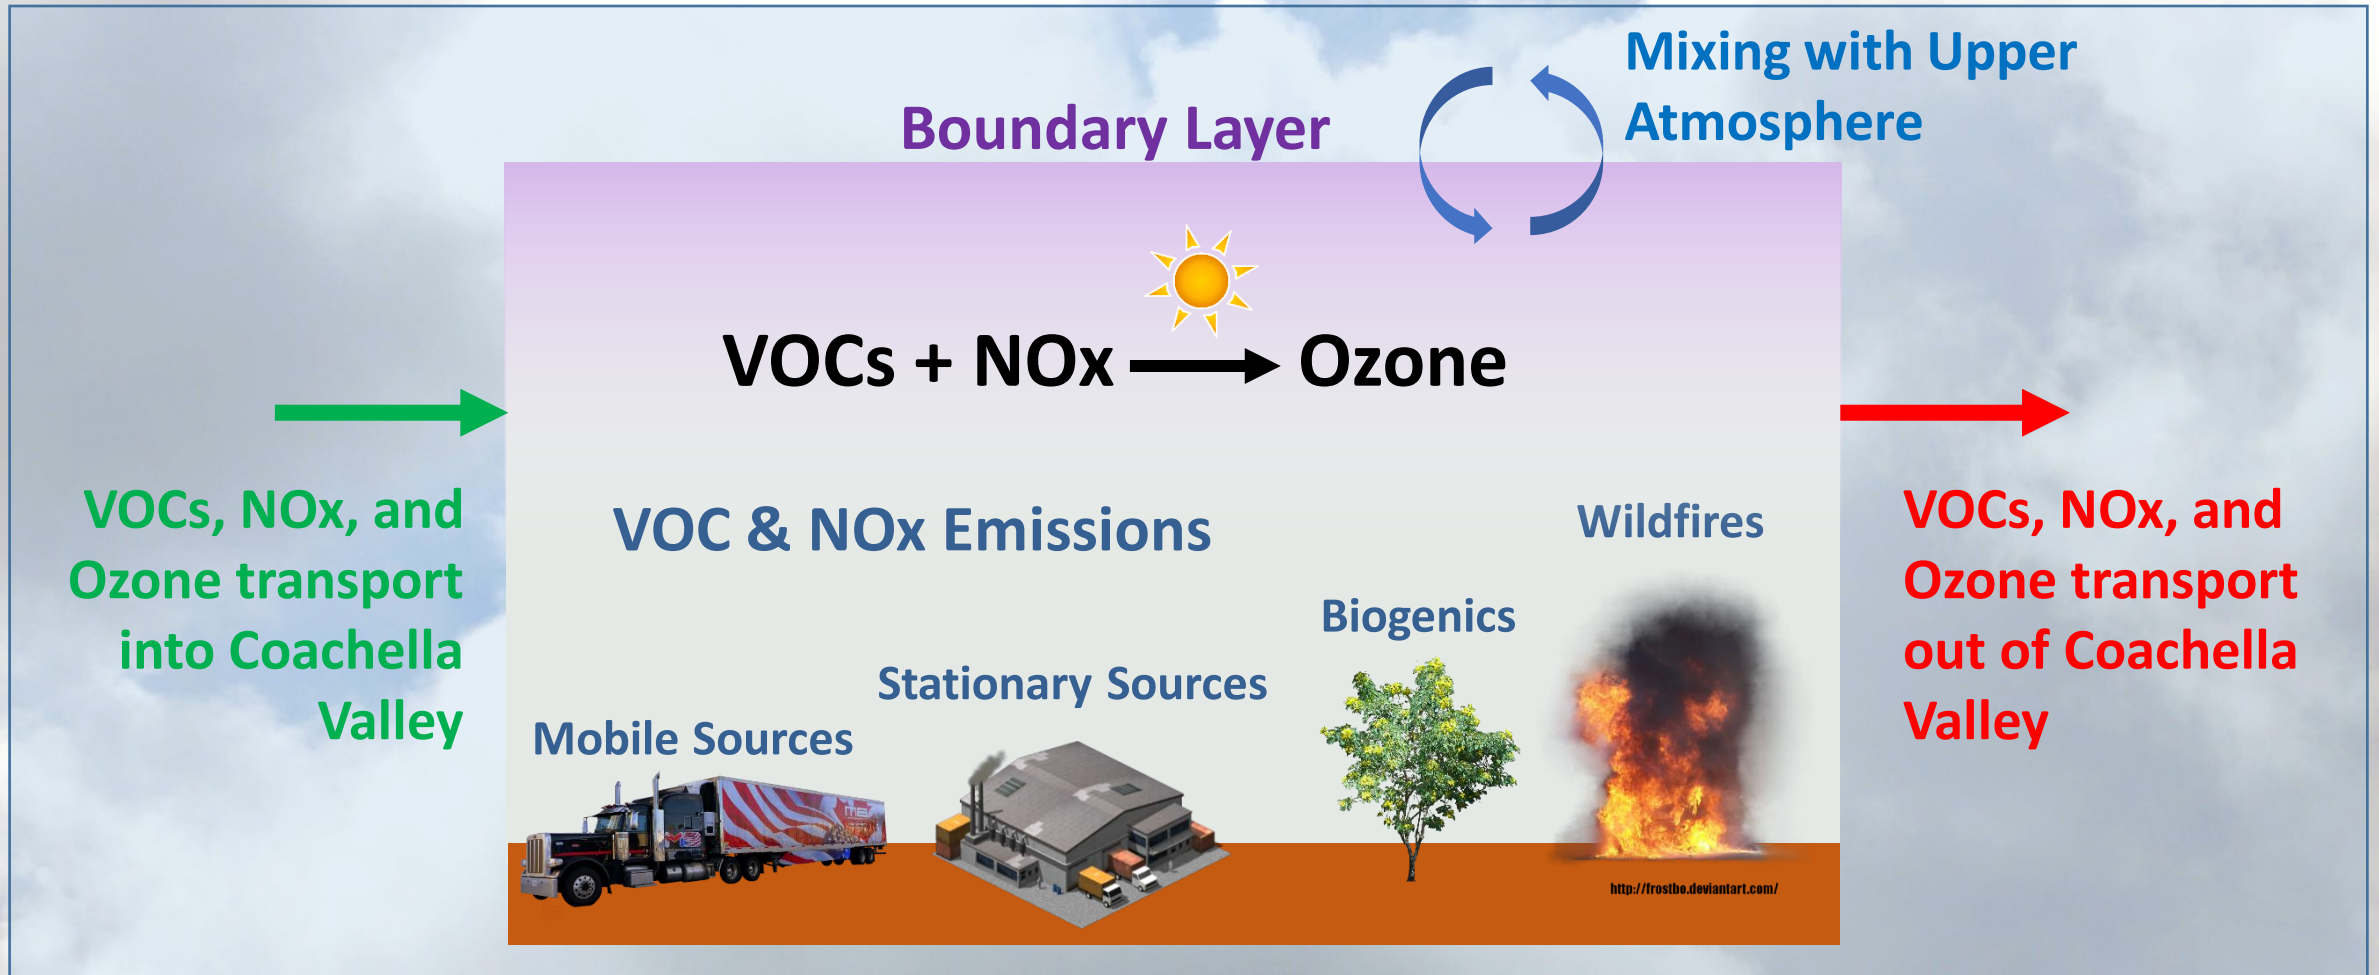 Mixing with Upper
Atmosphere
Boundary Layer
VOCs + NOx
Ozone
VOCs, NOx, and
Ozone transport
into Coachella
Valley
VOC & NOx Emissions
Wildfires
Biogenics
Stationary Sources
Mobile Sources
VOCs, NOx, and
Ozone transport
out of Coachella
Valley
http://frostbo.deviantart.com/